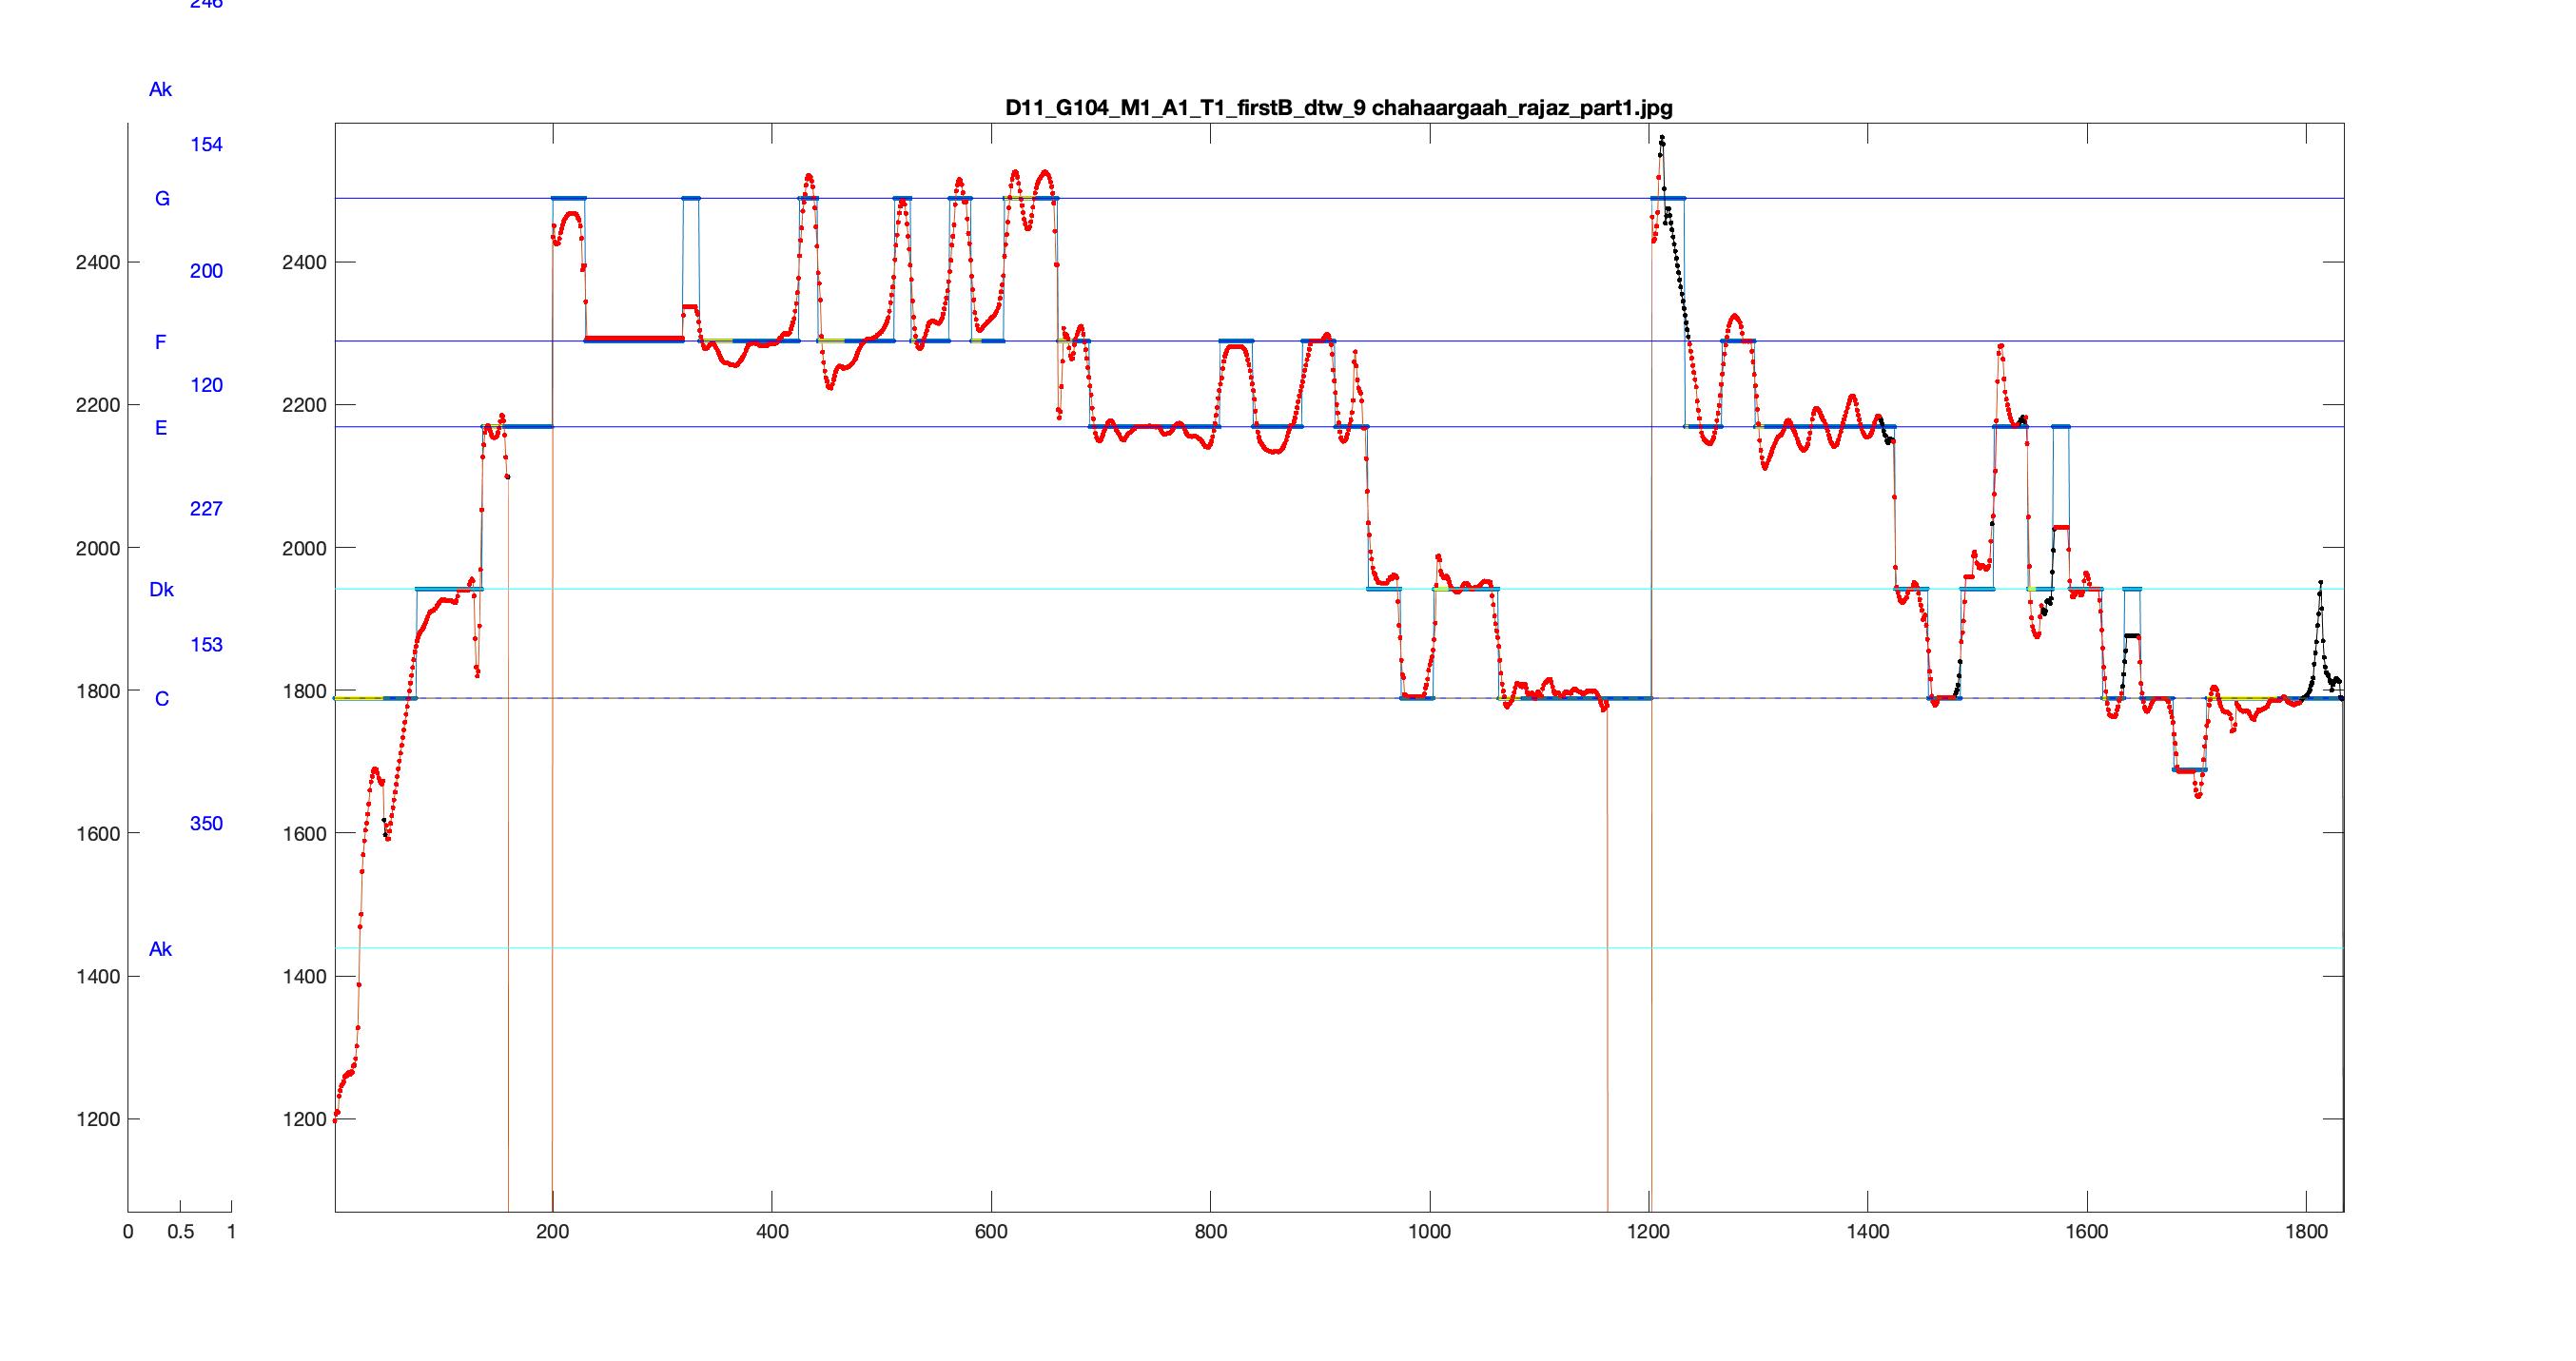 246
Ak
D11_G104_M1_A1_T1_firstB_dtw_9 chahaargaah_rajaz_part1.jpg
154
G
2400 200 2400
F
120
2200 2200
E
227
2000 2000
Dk
153
1800 C 1800
1600 350 1600
Ak
1400 1400
1200 1200
0 0.5 1 200 400 600 800 1000 1200 1400 1600 1800